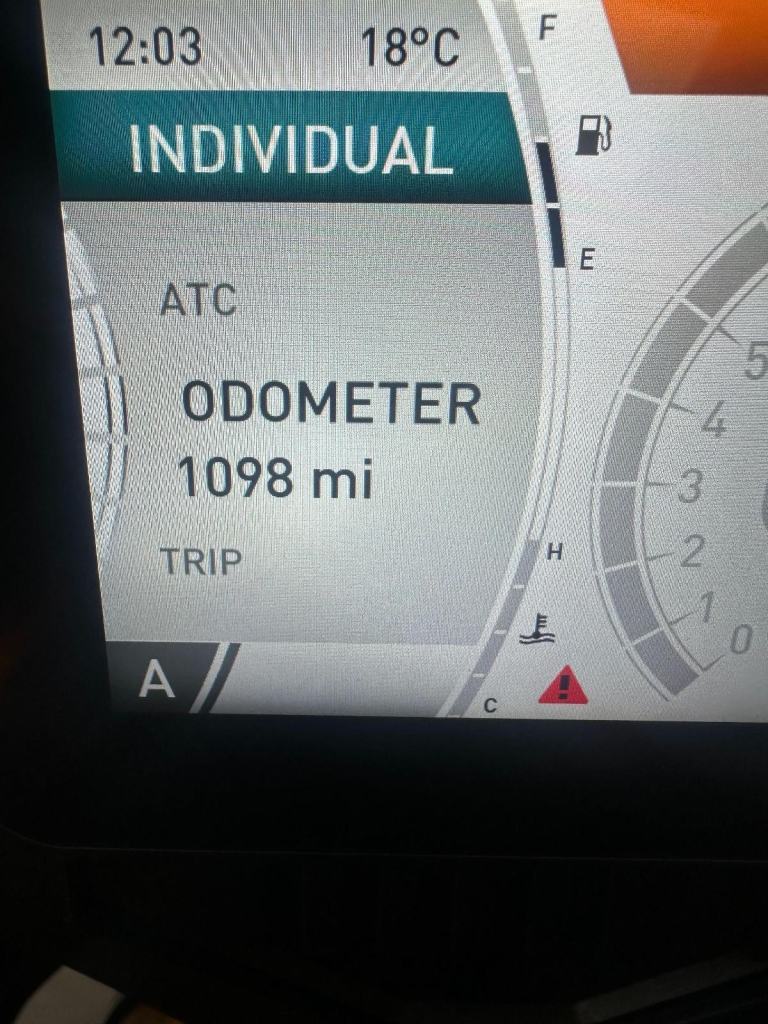 12:03 18°C
F
INDIVIDUAL
E
ATC
ODOMETER
1098 mi
TRIP
H
A
C
5
4
3
2
1
0